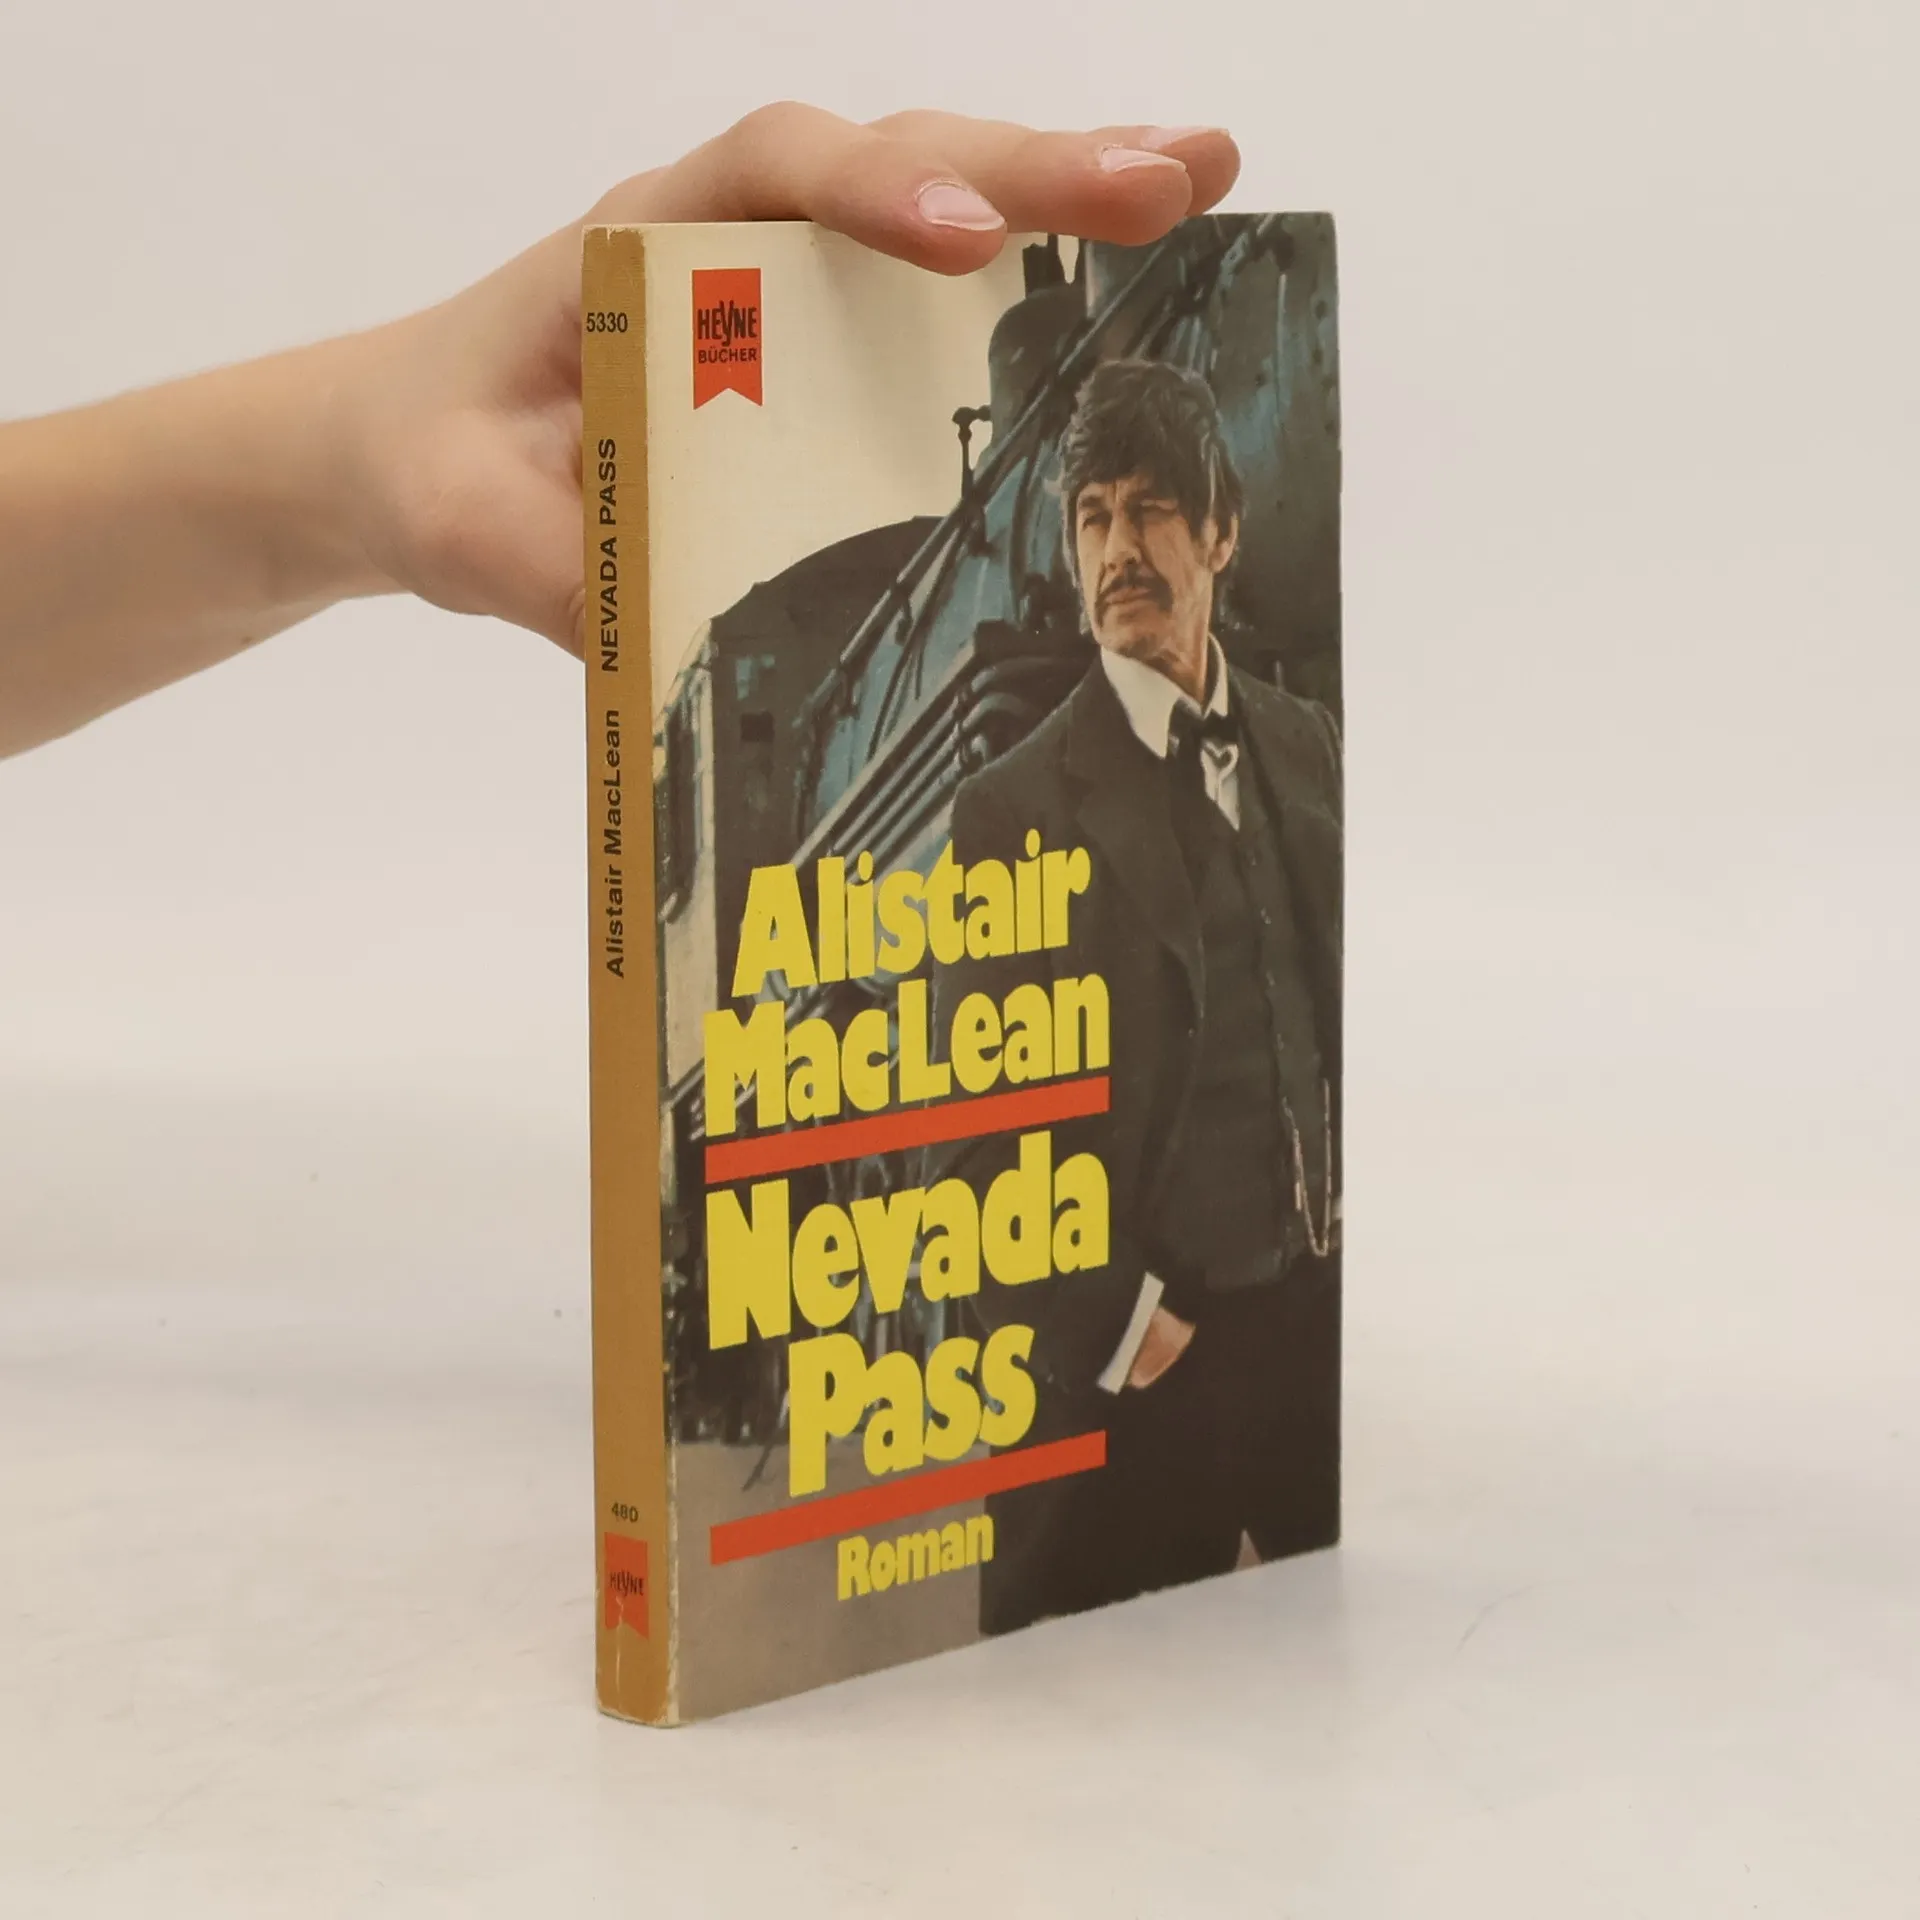 5330
Alistair MacLean NEVADA PASS
480
HEYNE
HEYNE
BÜCHER
Alistair
MacLean
Nevada
Pass
Roman